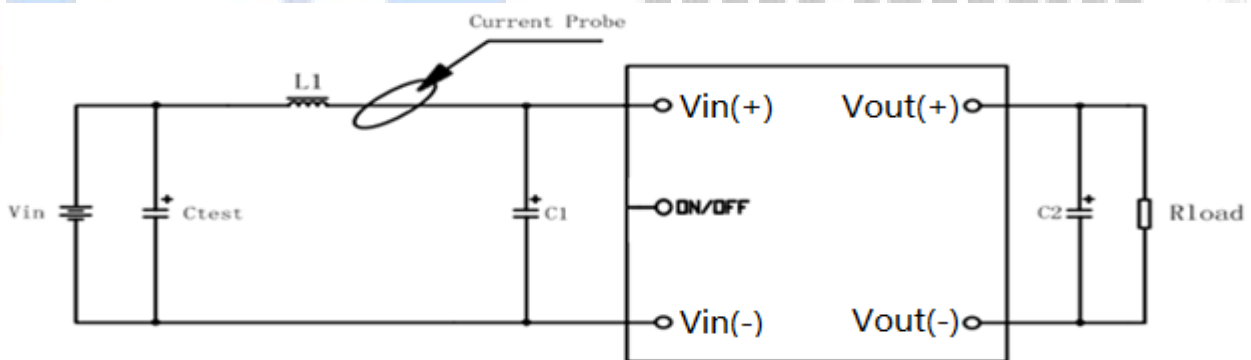 Current Probe
L1
Vin(+) Vout(+)
Vin Ctest C1 ON/OFF C2 Rload
Vin(-) Vout(-)